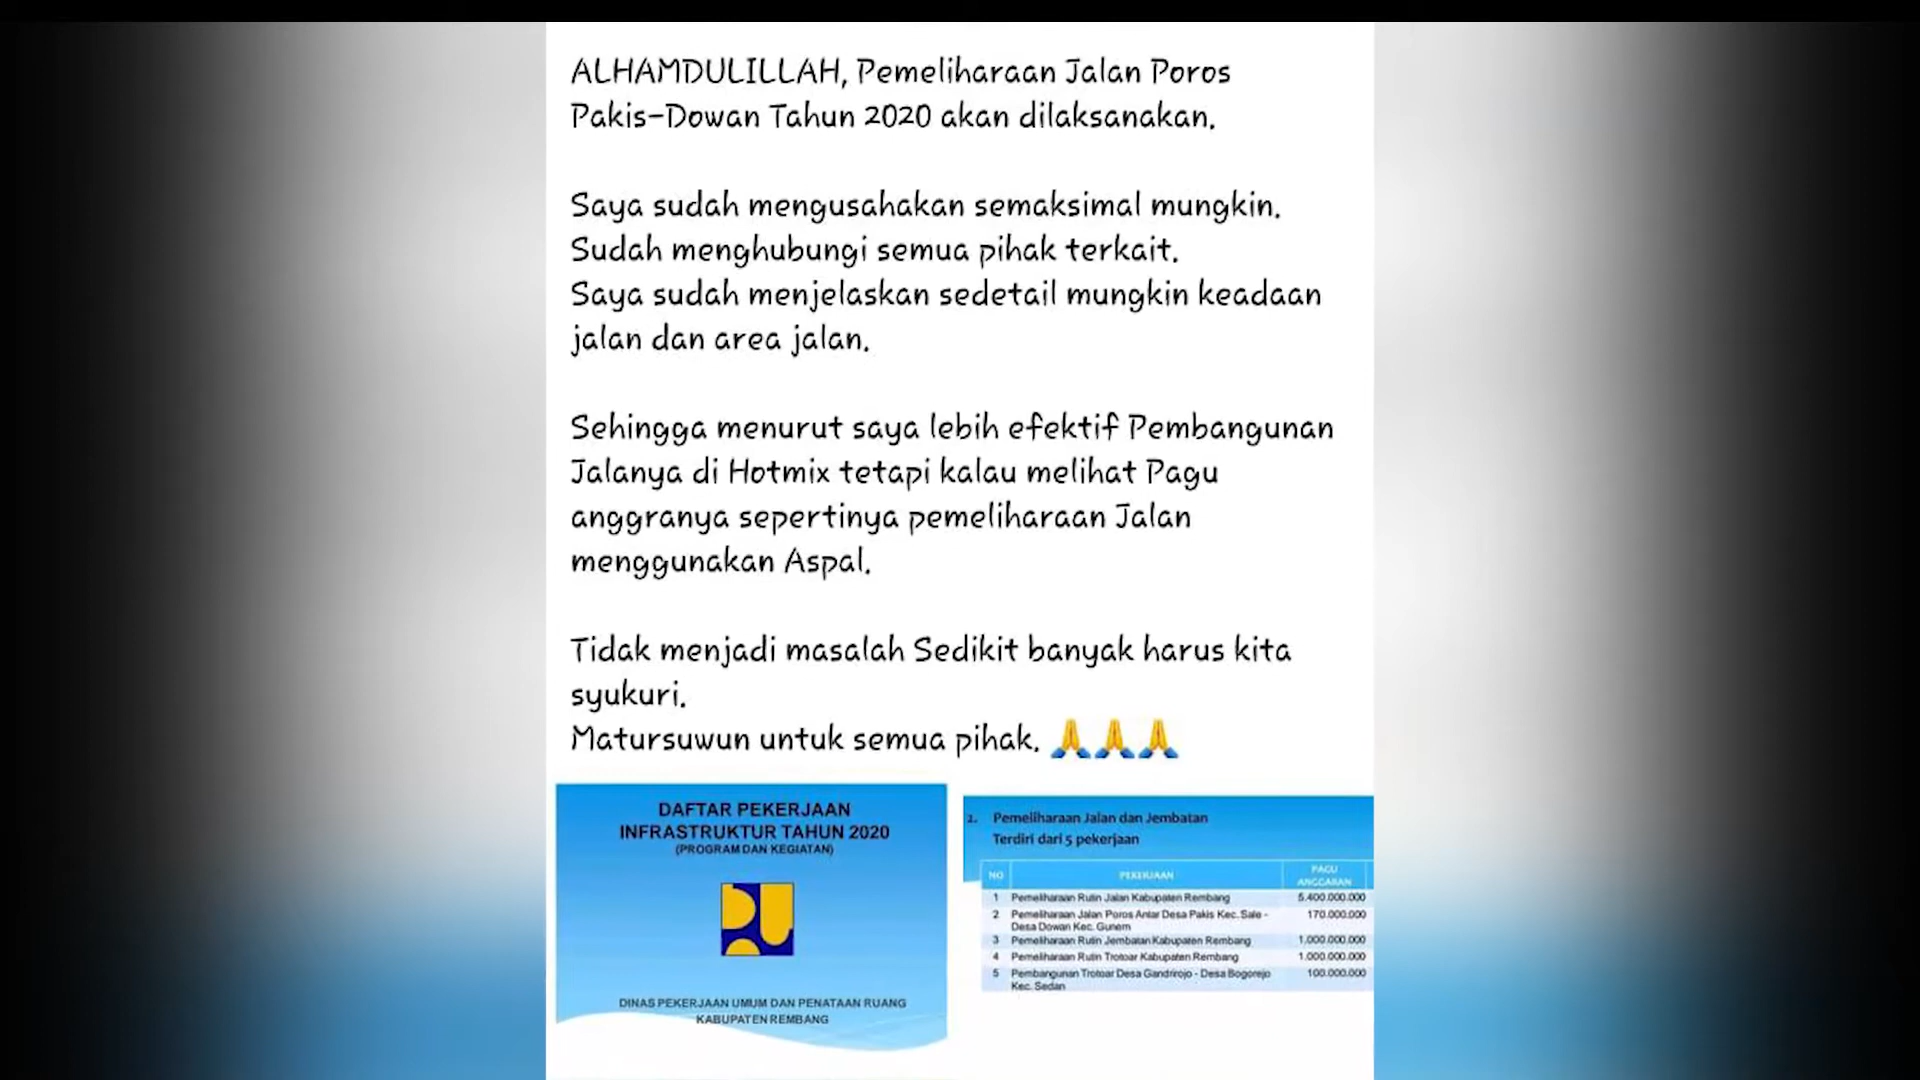 ALHAMDULILLAH, Pemeliharaan Jalan Poros
Pakis-Dowan Tahun 2020 akan dilaksanakan.
Saya sudah mengusahakan semaksimal mungkin.
Sudah menghubungi semua pihak terkait.
Saya sudah menjelaskan sedetail mungkin keadaan
jalan dan area jalan.
Sehingga menurut saya lebih efektif Pembangunan
Jalanya di Hotmix tetapi kalau melihat Pagu
anggranya sepertinya pemeliharaan Jalan
menggunakan Aspal.
Tidak menjadi masalah Sedikit banyak harus kita
syukuri.
Matursuwun untuk semua pihak. 🙏🙏🙏
DAFTAR PEKERJAAN
INFRASTRUKTUR TAHUN 2020
(PROGRAM DAN KEGIATAN)
DINAS PEKERJAAN UMUM DAN PENATAAN RUANG
KABUPATEN REMBANG
2. Pemeliharaan Jalan dan Jembatan
Terdiri dari 5 pekerjaan
NO PEKERJAAN PAGU ANGGARAN
1 Pemeliharaan Rutin Jalan Kabupaten Rembang 5.400.000.000
2 Pemeliharaan Jalan Poros Antar Desa Pakis Kec. Sale - 170.000.000
Desa Dowan Kec. Gunem
3 Pemeliharaan Rutin Jembatan Kabupaten Rembang 1.000.000.000
4 Pemeliharaan Rutin Trotoar Kabupaten Rembang 1.000.000.000
5 Pembangunan Trotoar Desa Gandrirojo - Desa Bogorejo 100.000.000
Kec. Sedan